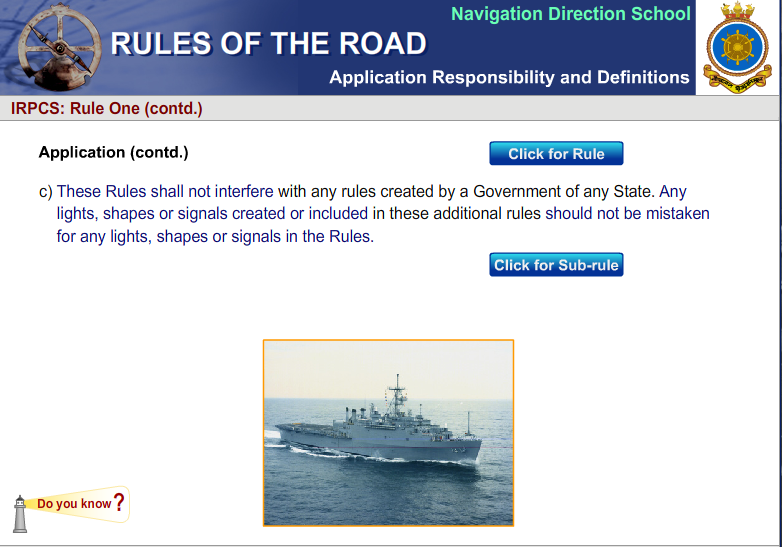 Navigation Direction School
RULES OF THE ROAD
Application Responsibility and Definitions
IRPCS: Rule One (contd.)
Application (contd.)
Click for Rule
c) These Rules shall not interfere with any rules created by a Government of any State. Any
lights, shapes or signals created or included in these additional rules should not be mistaken
for any lights, shapes or signals in the Rules.
Click for Sub-rule
Do you know?